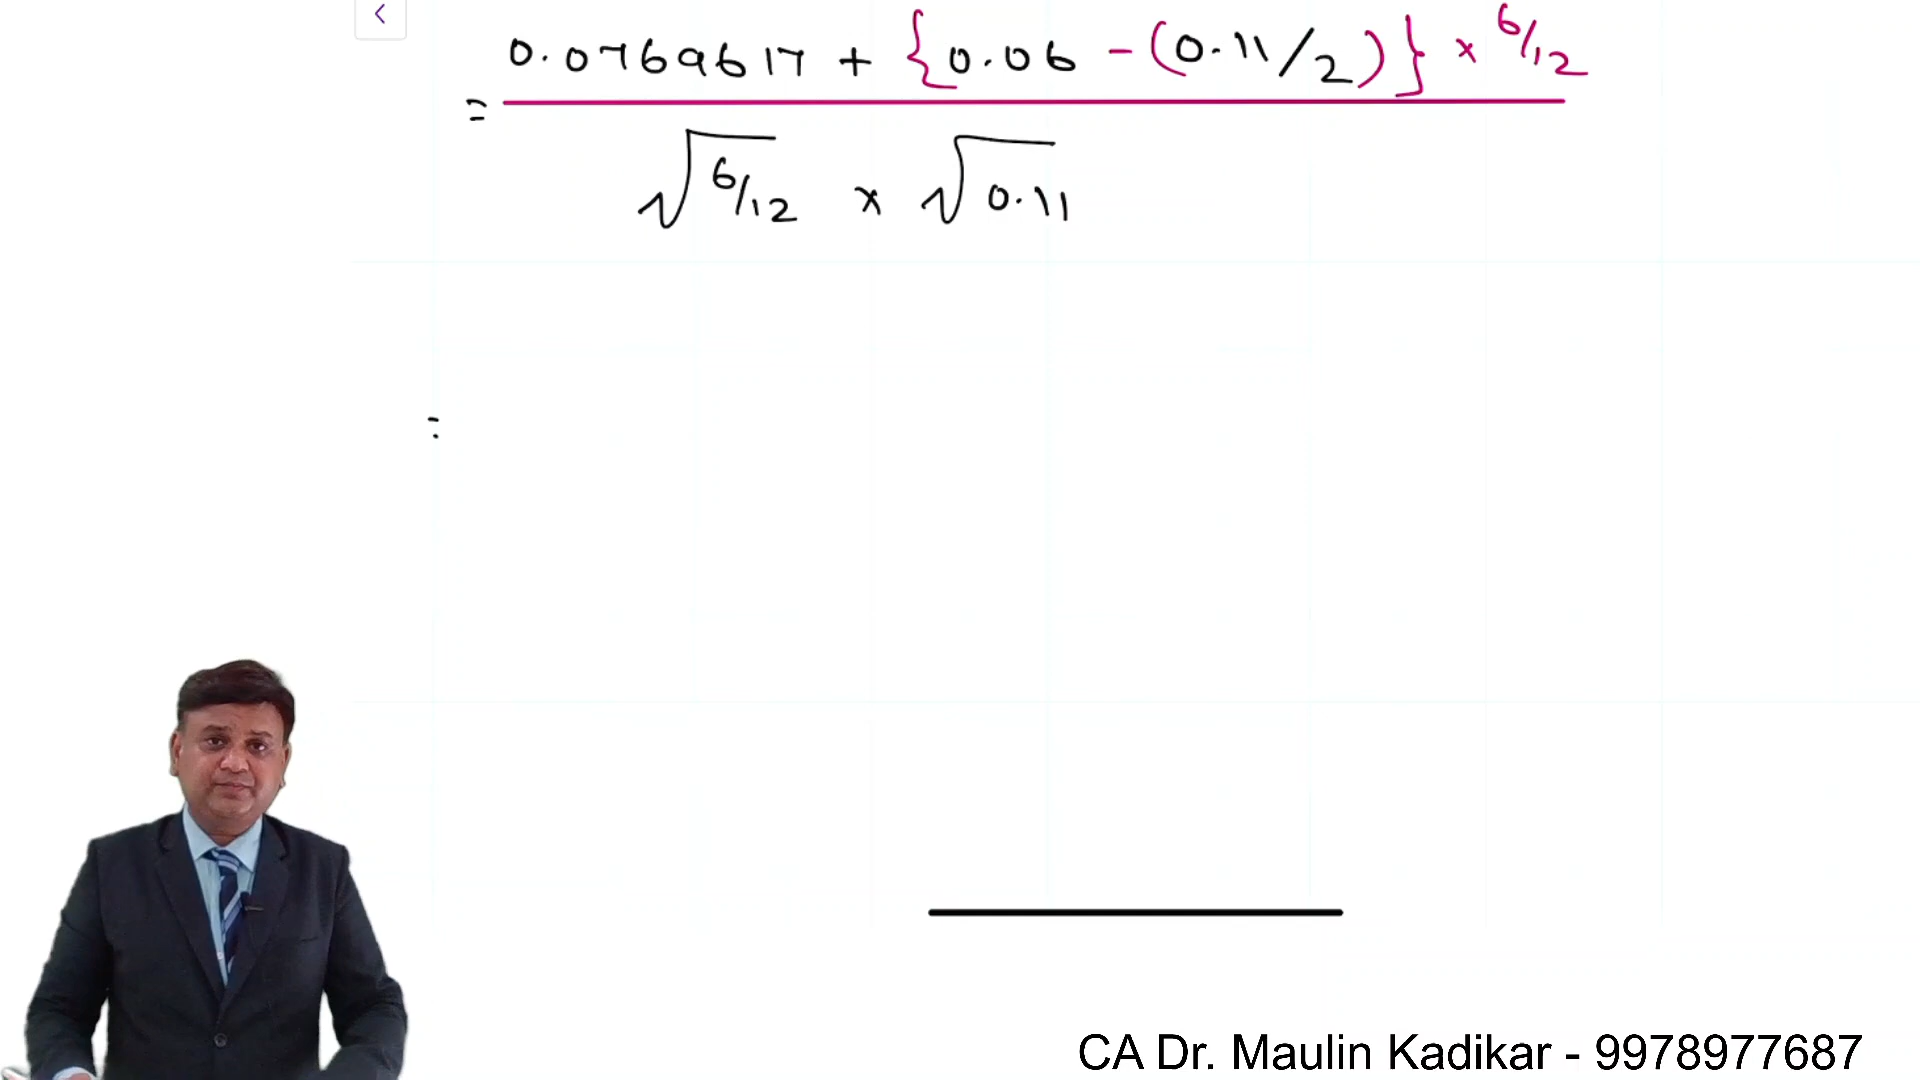 0.0769617 + {0.06 - (0.11/2)} × 6/12
=
√6/12 × √0.11
=
CA Dr. Maulin Kadikar - 9978977687